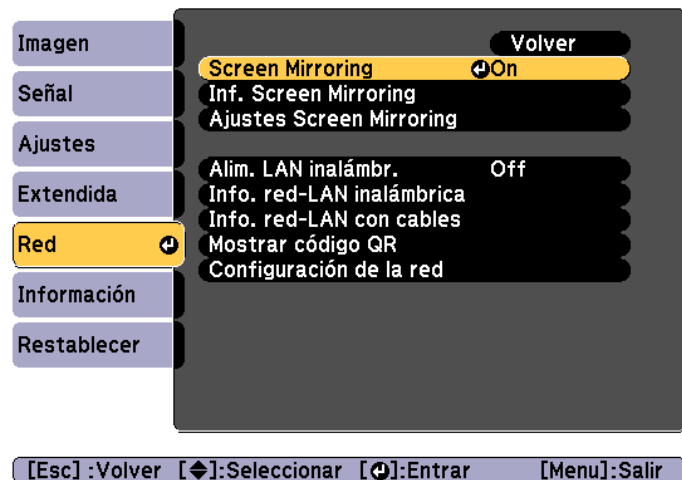 Imagen
Señal
Ajustes
Extendida
Red
Información
Restablecer
Volver
Screen Mirroring On
Inf. Screen Mirroring
Ajustes Screen Mirroring
Alim. LAN inalámbr. Off
Info. red-LAN inalámbrica
Info. red-LAN con cables
Mostrar código QR
Configuración de la red
[Esc] :Volver [◆]:Seleccionar [⏎]:Entrar [Menu]:Salir